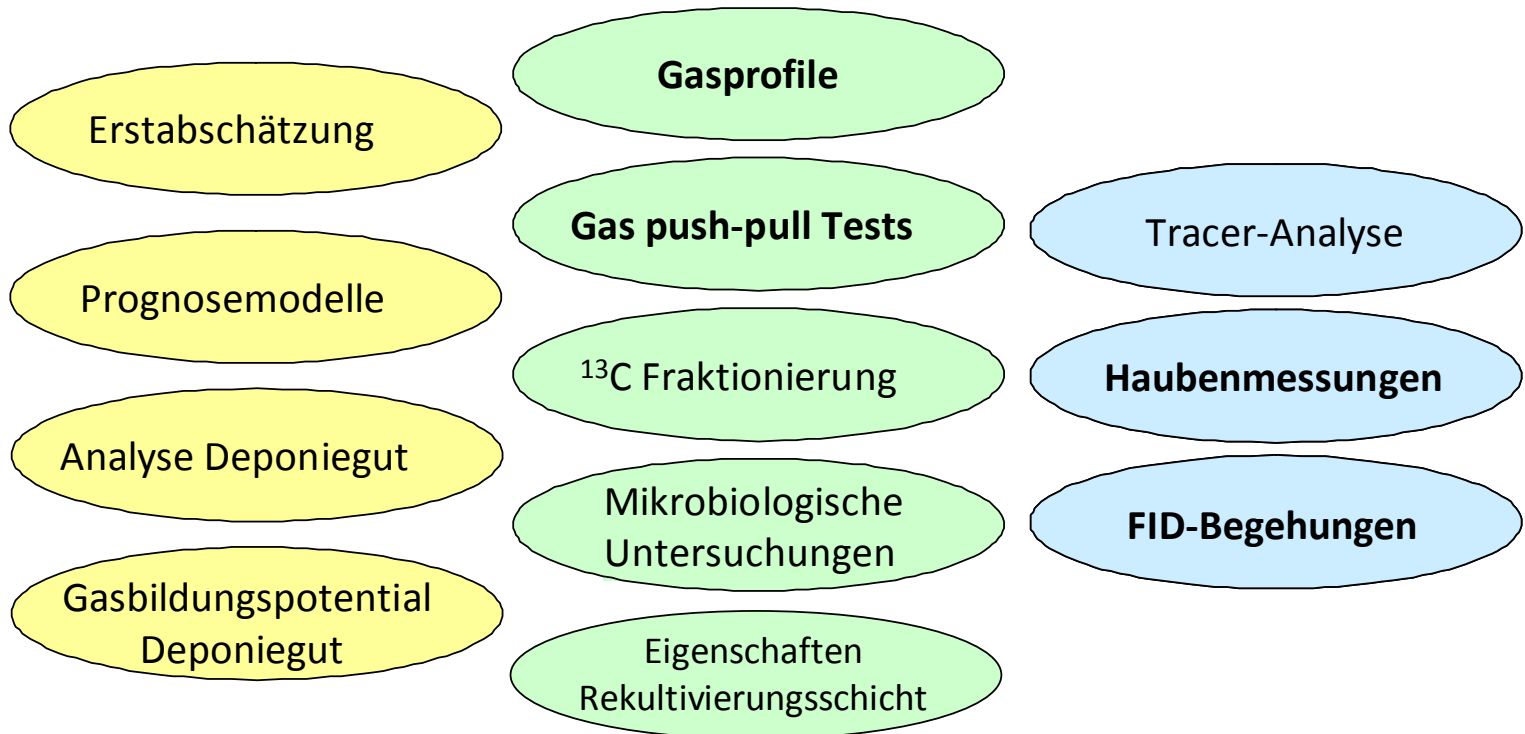 Erstabschätzung
Prognosemodelle
Analyse Deponiegut
Gasbildungspotential
Deponiegut
Gasprofile
Gas push-pull Tests
¹³C Fraktionierung
Mikrobiologische
Untersuchungen
Eigenschaften
Rekultivierungsschicht
Tracer-Analyse
Haubenmessungen
FID-Begehungen